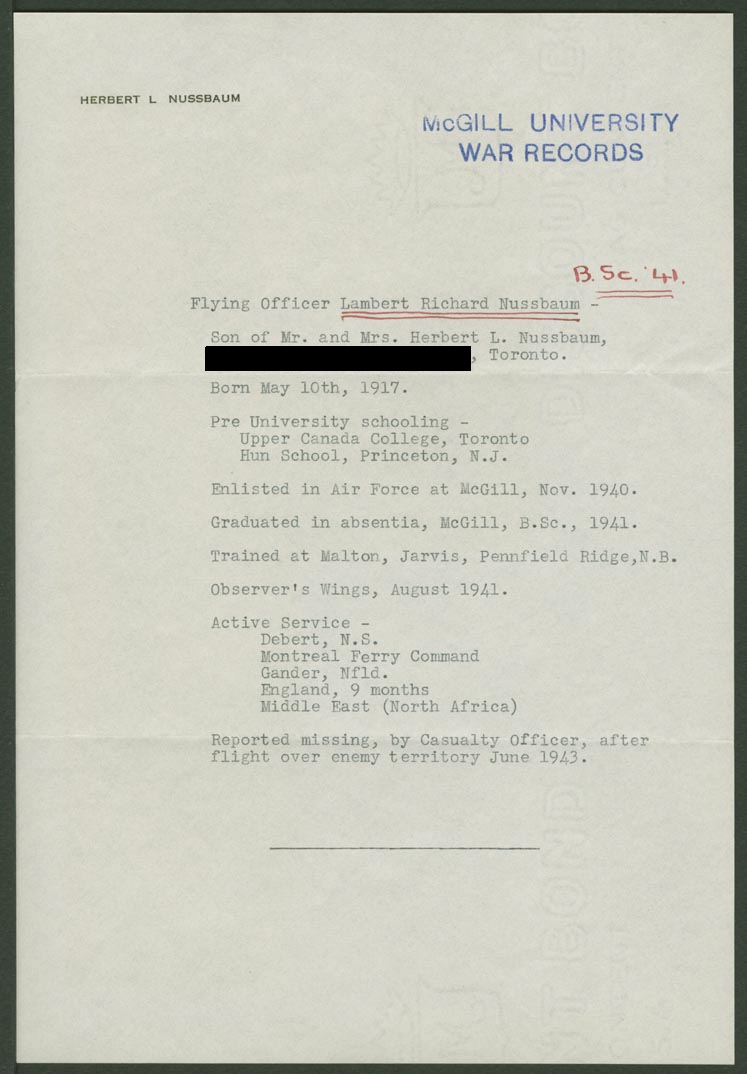 HERBERT L NUSSBAUM
McGILL UNIVERSITY
WAR RECORDS
B.Sc. '41.
Flying Officer Lambert Richard Nussbaum -
Son of Mr. and Mrs. Herbert L. Nussbaum,
, Toronto.
Born May 10th, 1917.
Pre University schooling -
Upper Canada College, Toronto
Hun School, Princeton, N.J.
Enlisted in Air Force at McGill, Nov. 1940.
Graduated in absentia, McGill, B.Sc., 1941.
Trained at Malton, Jarvis, Pennfield Ridge,N.B.
Observer's Wings, August 1941.
Active Service -
Debert, N.S.
Montreal Ferry Command
Gander, Nfld.
England, 9 months
Middle East (North Africa)
Reported missing, by Casualty Officer, after
flight over enemy territory June 1943.